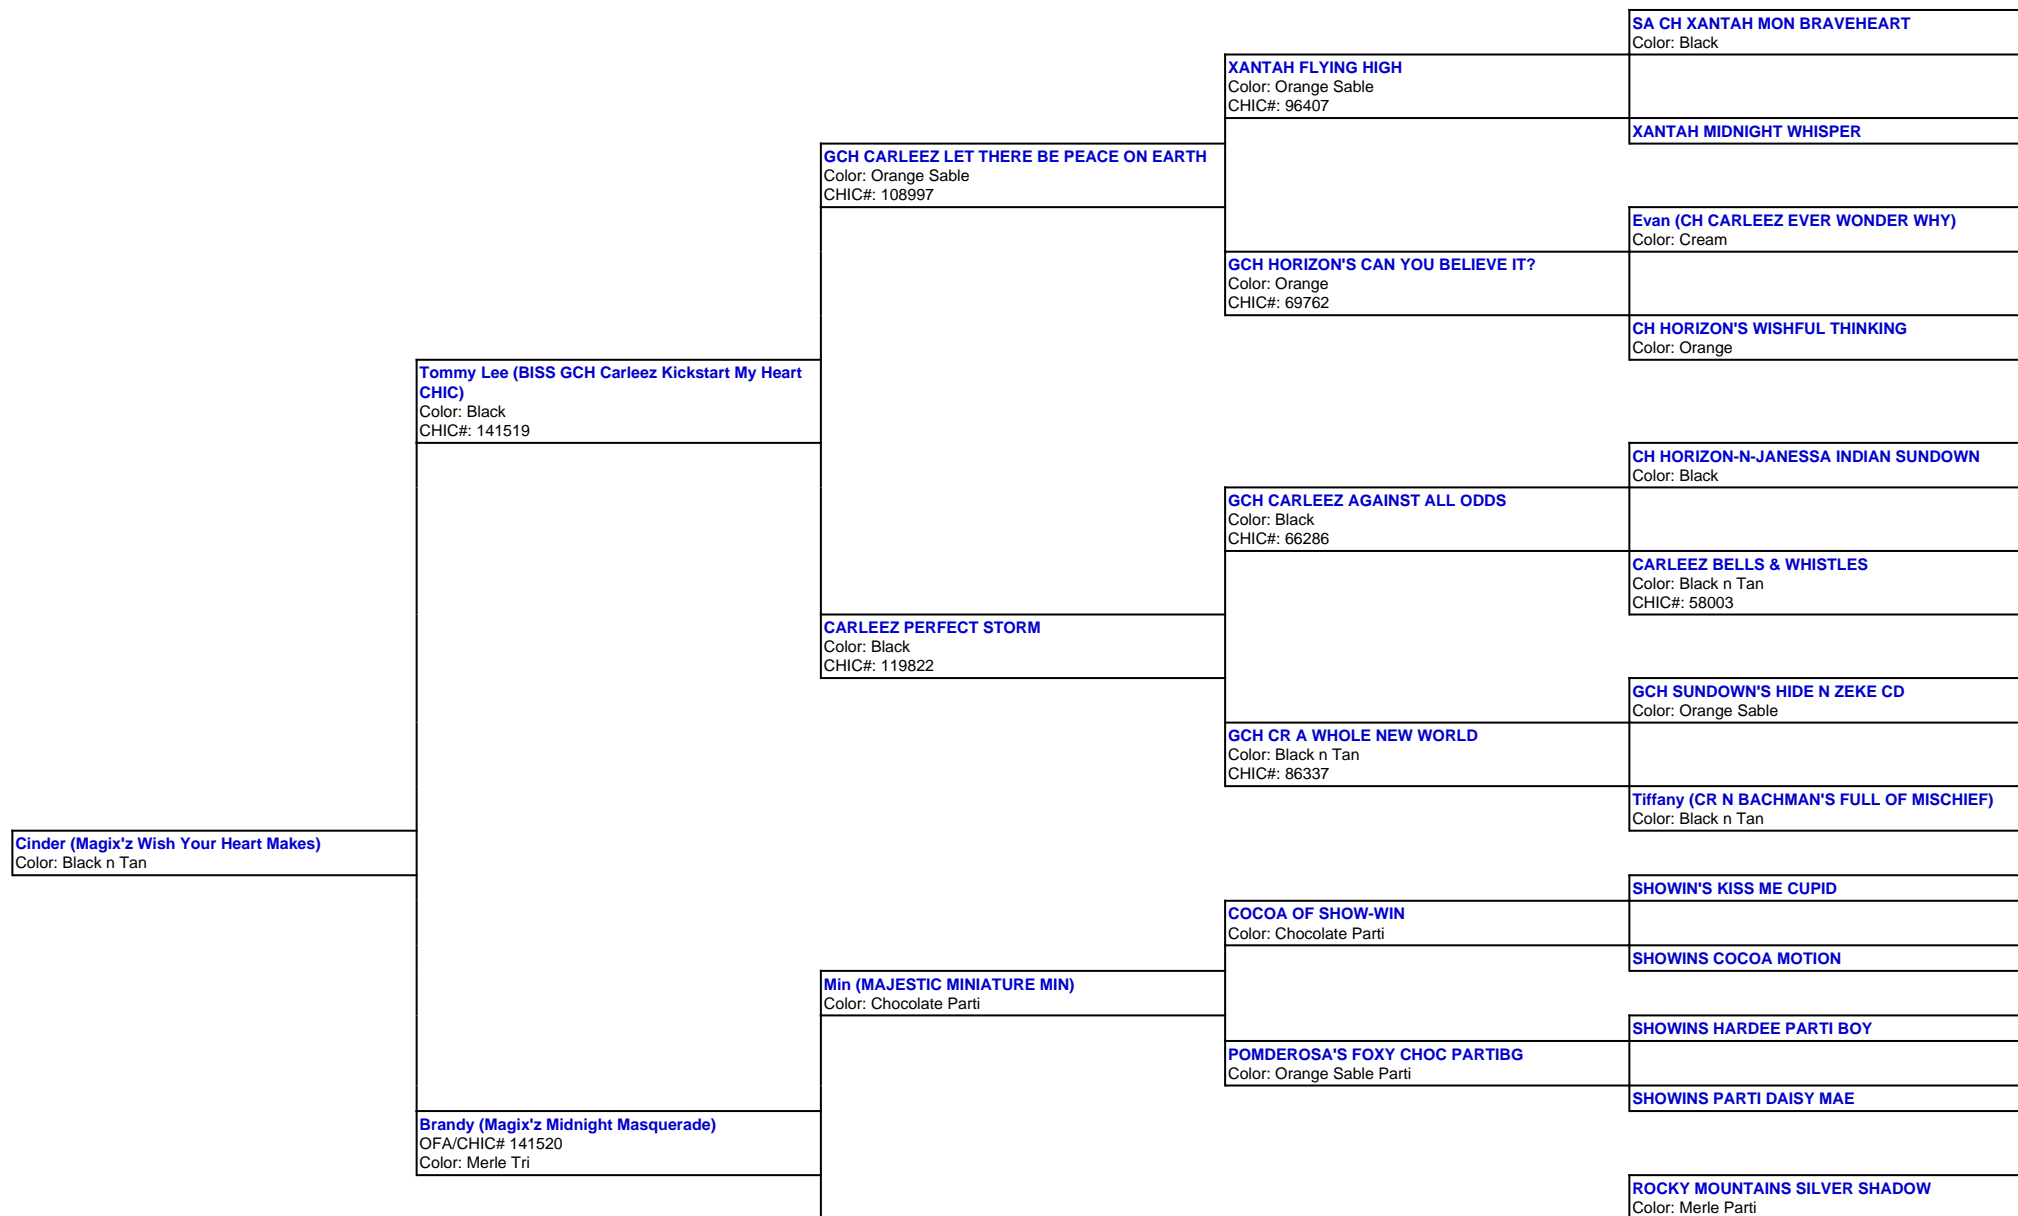 SA CH XANTAH MON BRAVEHEART
Color: Black
XANTAH FLYING HIGH
Color: Orange Sable
CHIC#: 96407
XANTAH MIDNIGHT WHISPER
GCH CARLEEZ LET THERE BE PEACE ON EARTH
Color: Orange Sable
CHIC#: 108997
Evan (CH CARLEEZ EVER WONDER WHY)
Color: Cream
GCH HORIZON'S CAN YOU BELIEVE IT?
Color: Orange
CHIC#: 69762
CH HORIZON'S WISHFUL THINKING
Color: Orange
Tommy Lee (BISS GCH Carleez Kickstart My Heart
CHIC)
Color: Black
CHIC#: 141519
CH HORIZON-N-JANESSA INDIAN SUNDOWN
Color: Black
GCH CARLEEZ AGAINST ALL ODDS
Color: Black
CHIC#: 66286
CARLEEZ BELLS & WHISTLES
Color: Black n Tan
CHIC#: 58003
CARLEEZ PERFECT STORM
Color: Black
CHIC#: 119822
GCH SUNDOWN'S HIDE N ZEKE CD
Color: Orange Sable
GCH CR A WHOLE NEW WORLD
Color: Black n Tan
CHIC#: 86337
Tiffany (CR N BACHMAN'S FULL OF MISCHIEF)
Color: Black n Tan
Cinder (Magix'z Wish Your Heart Makes)
Color: Black n Tan
SHOWIN'S KISS ME CUPID
COCOA OF SHOW-WIN
Color: Chocolate Parti
SHOWINS COCOA MOTION
Min (MAJESTIC MINIATURE MIN)
Color: Chocolate Parti
SHOWINS HARDEE PARTI BOY
POMDEROSA'S FOXY CHOC PARTIBG
Color: Orange Sable Parti
SHOWINS PARTI DAISY MAE
Brandy (Magix'z Midnight Masquerade)
OFA/CHIC# 141520
Color: Merle Tri
ROCKY MOUNTAINS SILVER SHADOW
Color: Merle Parti